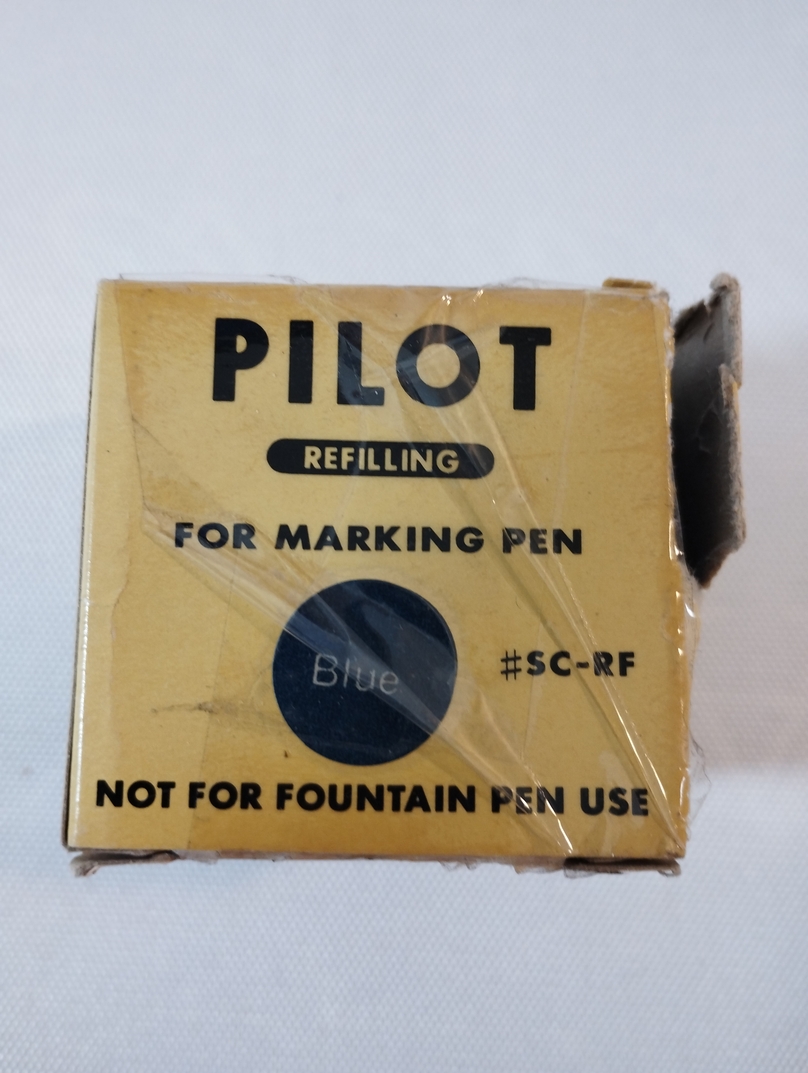 PILOT
REFILLING
FOR MARKING PEN
Blue
#SC-RF
NOT FOR FOUNTAIN PEN USE